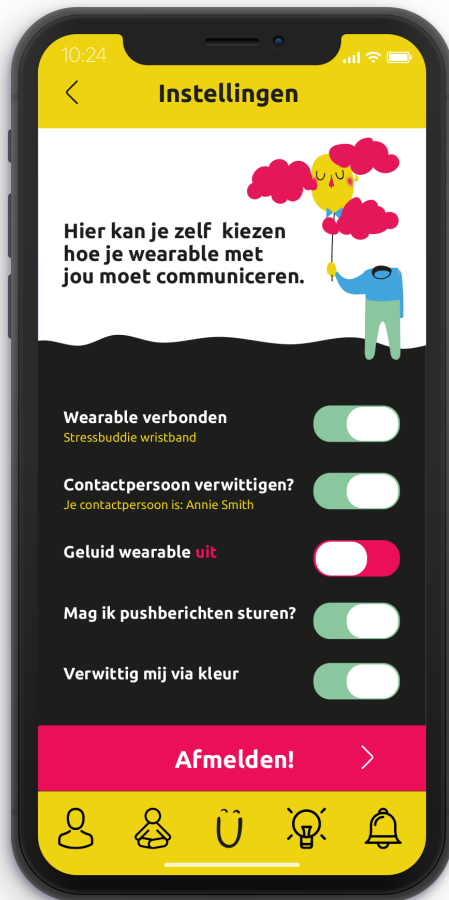 10:24
Instellingen
Hier kan je zelf kiezen
hoe je wearable met
jou moet communiceren.
Wearable verbonden
Stressbuddie wristband
Contactpersoon verwittigen?
Je contactpersoon is: Annie Smith
Geluid wearable uit
Mag ik pushberichten sturen?
Verwittig mij via kleur
Afmelden!